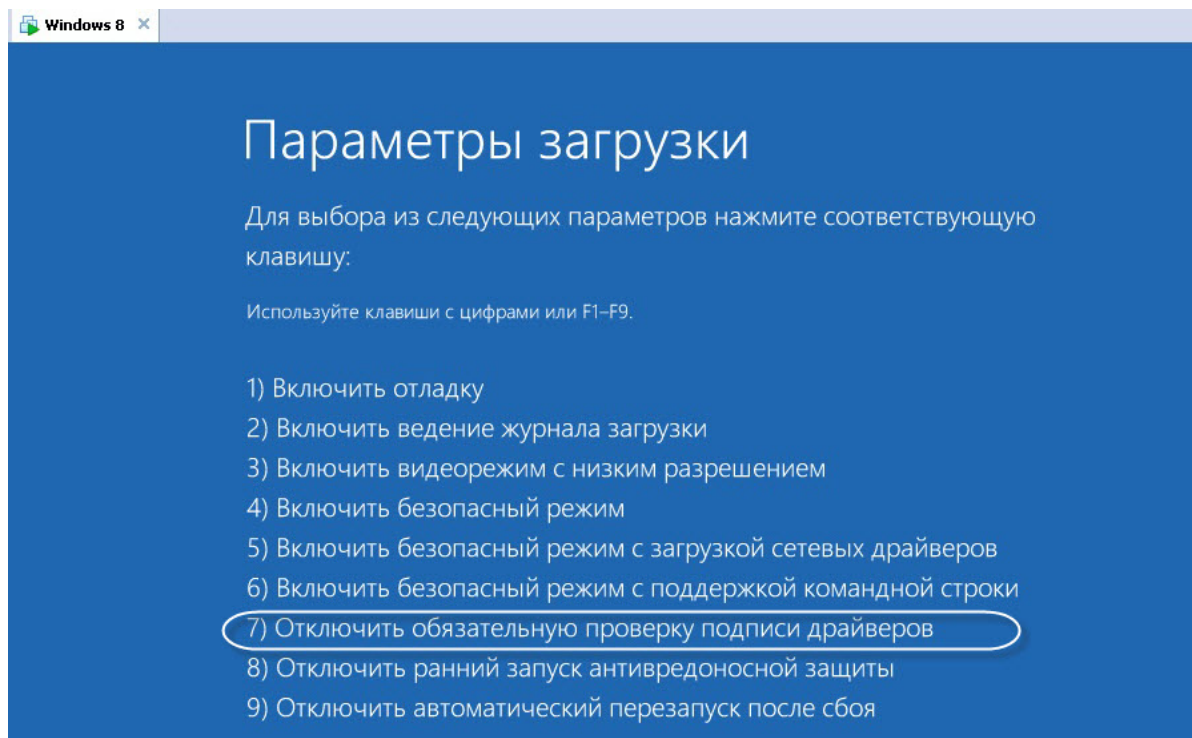 Windows 8
Параметры загрузки
Для выбора из следующих параметров нажмите соответствующую
клавишу:
Используйте клавиши с цифрами или F1–F9.
1) Включить отладку
2) Включить ведение журнала загрузки
3) Включить видеорежим с низким разрешением
4) Включить безопасный режим
5) Включить безопасный режим с загрузкой сетевых драйверов
6) Включить безопасный режим с поддержкой командной строки
7) Отключить обязательную проверку подписи драйверов
8) Отключить ранний запуск антивредоносной защиты
9) Отключить автоматический перезапуск после сбоя